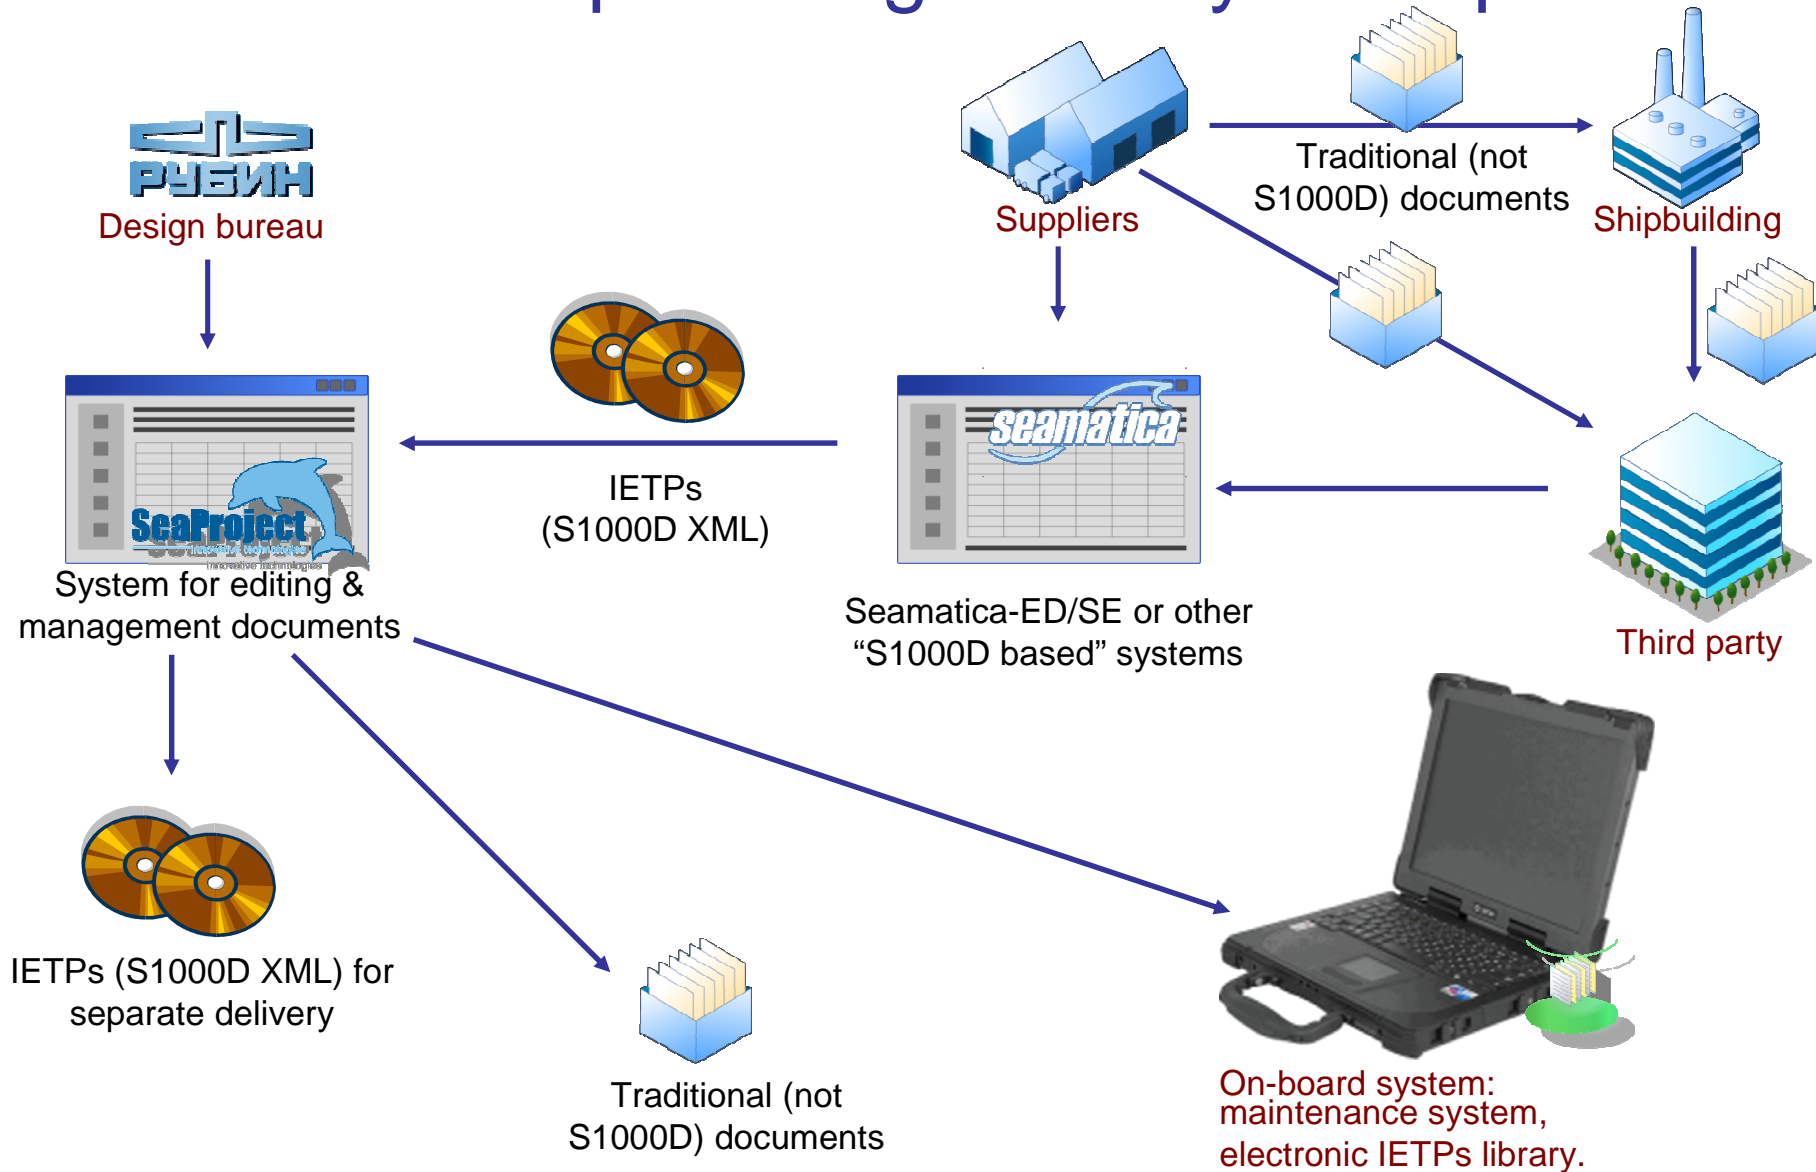 РУБИН
Design bureau
Suppliers
Traditional (not
S1000D) documents
Shipbuilding
seamatica
IETPs
(S1000D XML)
SeaProject
innovative technologies
System for editing &
management documents
Seamatica-ED/SE or other
“S1000D based” systems
Third party
IETPs (S1000D XML) for
separate delivery
Traditional (not
S1000D) documents
On-board system:
maintenance system,
electronic IETPs library.